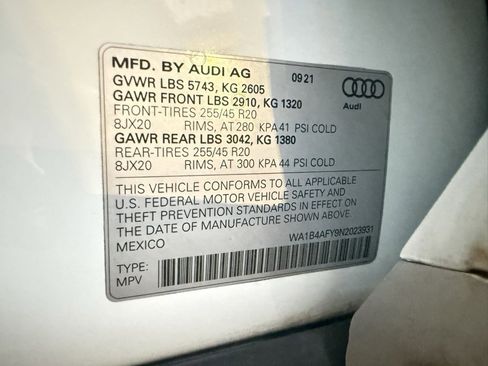 MFD. BY AUDI AG 09 21
GVWR LBS 5743, KG 2605
GAWR FRONT LBS 2910, KG 1320
FRONT-TIRES 255/45 R20
8JX20 RIMS, AT 280 KPA 41 PSI COLD
GAWR REAR LBS 3042, KG 1380
REAR-TIRES 255/45 R20
8JX20 RIMS, AT 300 KPA 44 PSI COLD
Audi
THIS VEHICLE CONFORMS TO ALL APPLICABLE
U.S. FEDERAL MOTOR VEHICLE SAFETY AND
THEFT PREVENTION STANDARDS IN EFFECT ON
THE DATE OF MANUFACTURE SHOWN ABOVE
MEXICO WA1B4AFY9N2023931
TYPE:
MPV